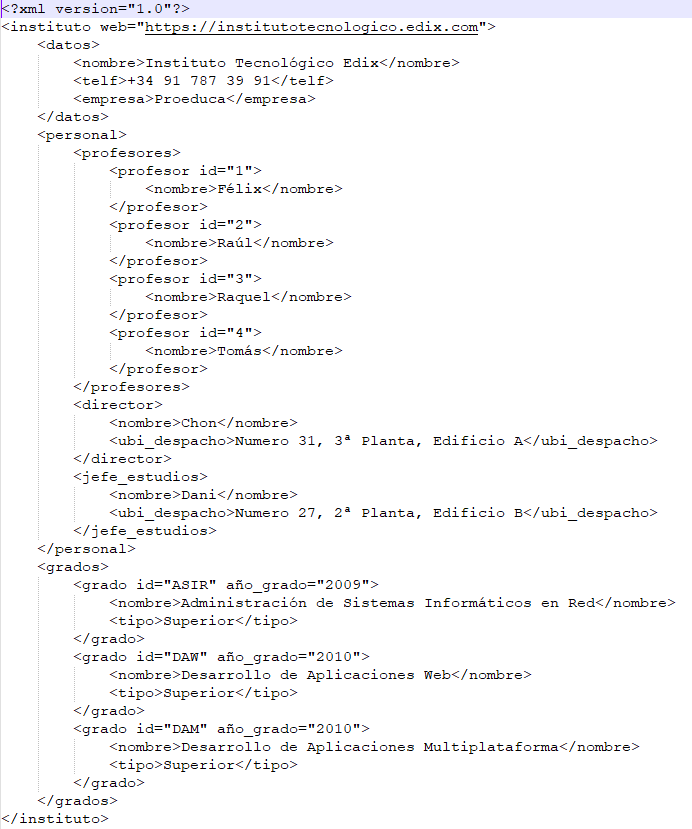 <?xml version="1.0"?>
<instituto web="https://institutotecnologico.edix.com">
<datos>
<nombre>Instituto Tecnológico Edix</nombre>
<telf>+34 91 787 39 91</telf>
<empresa>Proeduca</empresa>
</datos>
<personal>
<profesores>
<profesor id="1">
<nombre>Félix</nombre>
</profesor>
<profesor id="2">
<nombre>Raúl</nombre>
</profesor>
<profesor id="3">
<nombre>Raquel</nombre>
</profesor>
<profesor id="4">
<nombre>Tomás</nombre>
</profesor>
</profesores>
<director>
<nombre>Chon</nombre>
<ubi_despacho>Numero 31, 3ª Planta, Edificio A</ubi_despacho>
</director>
<jefe_estudios>
<nombre>Dani</nombre>
<ubi_despacho>Numero 27, 2ª Planta, Edificio B</ubi_despacho>
</jefe_estudios>
</personal>
<grados>
<grado id="ASIR" año_grado="2009">
<nombre>Administración de Sistemas Informáticos en Red</nombre>
<tipo>Superior</tipo>
</grado>
<grado id="DAW" año_grado="2010">
<nombre>Desarrollo de Aplicaciones Web</nombre>
<tipo>Superior</tipo>
</grado>
<grado id="DAM" año_grado="2010">
<nombre>Desarrollo de Aplicaciones Multiplataforma</nombre>
<tipo>Superior</tipo>
</grado>
</grados>
</instituto>